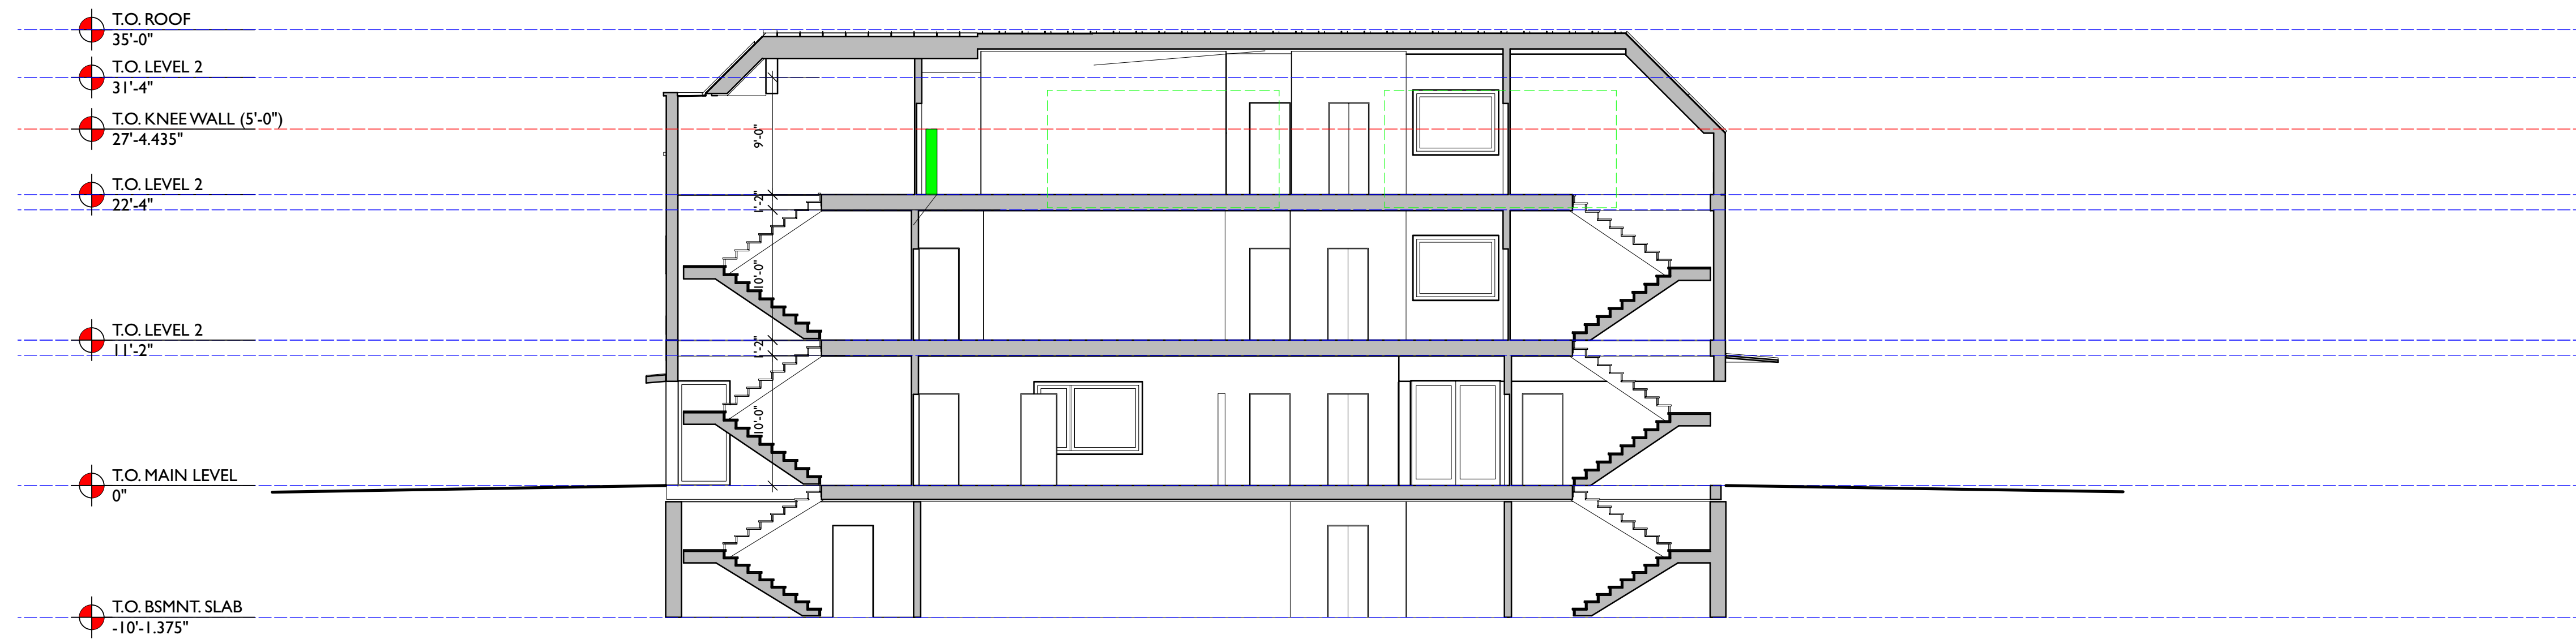 T.O. ROOF
35'-0"
T.O. LEVEL 2
31'-4"
T.O. KNEE WALL (5'-0")
27'-4.435"
9'-0"
T.O. LEVEL 2
22'-4"
1'-2"
10'-0"
T.O. LEVEL 2
11'-2"
1'-2"
10'-0"
T.O. MAIN LEVEL
0"
T.O. BSMNT. SLAB
-10'-1.375"